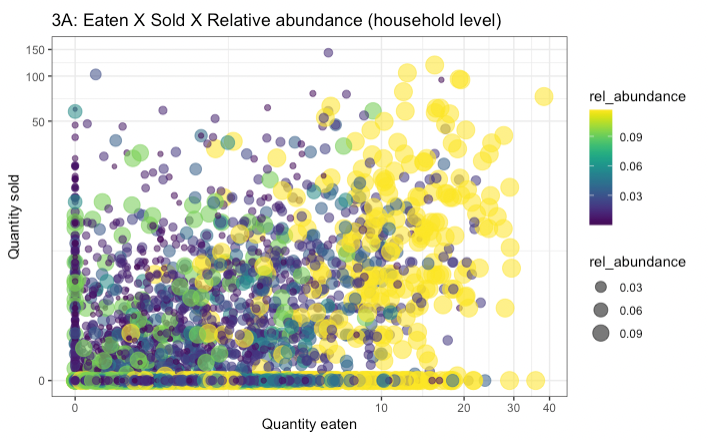 3A: Eaten X Sold X Relative abundance (household level)
150
100
50
0
Quantity sold
0 10 20 30 40
Quantity eaten
rel_abundance
0.09
0.06
0.03
rel_abundance
0.03
0.06
0.09